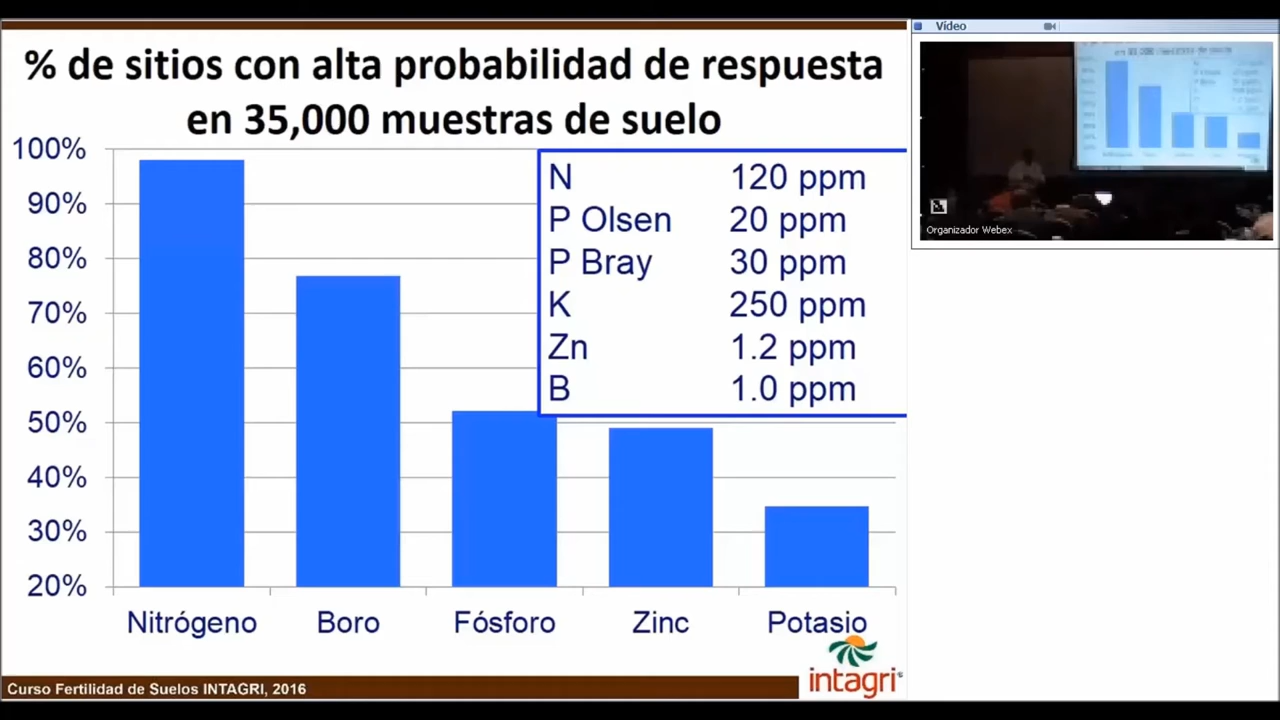 % de sitios con alta probabilidad de respuesta
en 35,000 muestras de suelo
100%
90%
80%
70%
60%
50%
40%
30%
20%
N 120 ppm
P Olsen 20 ppm
P Bray 30 ppm
K 250 ppm
Zn 1.2 ppm
B 1.0 ppm
Nitrógeno Boro Fósforo Zinc Potasio
intagri
Curso Fertilidad de Suelos INTAGRI, 2016
Vídeo
Organizador Webex